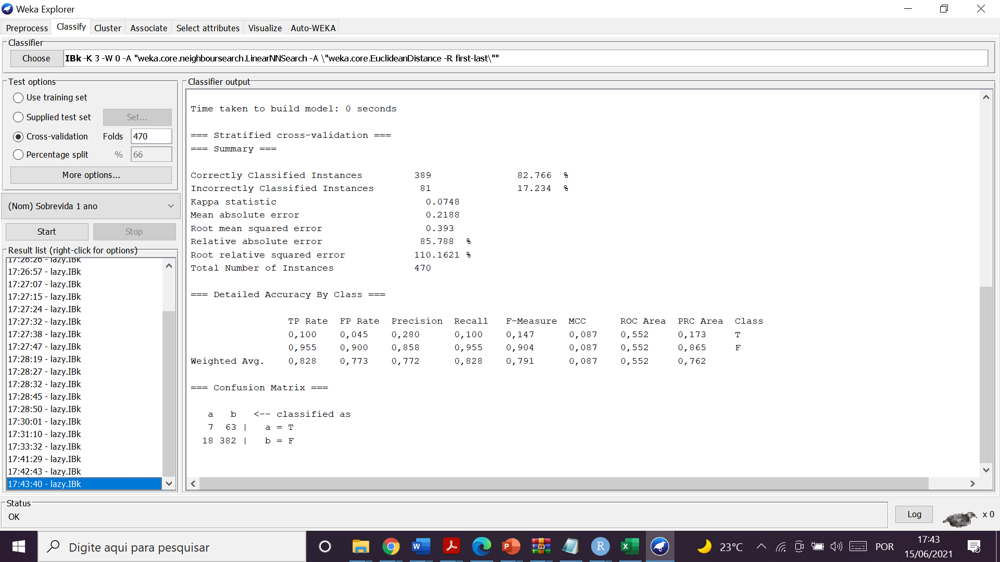 Weka Explorer
Preprocess Classify Cluster Associate Select attributes Visualize Auto-WEKA
Classifier
Choose IBk -K 3 -W 0 -A "weka.core.neighboursearch.LinearNNSearch -A \"weka.core.EuclideanDistance -R first-last\""
Test options
Use training set
Supplied test set Set...
Cross-validation Folds 470
Percentage split % 66
More options...
(Nom) Sobrevida 1 ano
Start Stop
Result list (right-click for options)
17:26:26 - lazy.IBk
17:26:57 - lazy.IBk
17:27:07 - lazy.IBk
17:27:15 - lazy.IBk
17:27:24 - lazy.IBk
17:27:32 - lazy.IBk
17:27:38 - lazy.IBk
17:27:47 - lazy.IBk
17:28:19 - lazy.IBk
17:28:27 - lazy.IBk
17:28:32 - lazy.IBk
17:28:45 - lazy.IBk
17:28:50 - lazy.IBk
17:30:01 - lazy.IBk
17:31:10 - lazy.IBk
17:33:32 - lazy.IBk
17:41:29 - lazy.IBk
17:42:43 - lazy.IBk
17:43:40 - lazy.IBk
Classifier output
Time taken to build model: 0 seconds
=== Stratified cross-validation ===
=== Summary ===
Correctly Classified Instances 389 82.766 %
Incorrectly Classified Instances 81 17.234 %
Kappa statistic 0.0748
Mean absolute error 0.2188
Root mean squared error 0.393
Relative absolute error 85.788 %
Root relative squared error 110.1621 %
Total Number of Instances 470
=== Detailed Accuracy By Class ===
TP Rate FP Rate Precision Recall F-Measure MCC ROC Area PRC Area Class
0,100 0,045 0,280 0,100 0,147 0,087 0,552 0,173 T
0,955 0,900 0,858 0,955 0,904 0,087 0,552 0,865 F
Weighted Avg. 0,828 0,773 0,772 0,828 0,791 0,087 0,552 0,762
=== Confusion Matrix ===
a b <-- classified as
7 63 | a = T
18 382 | b = F
Status
OK
Log x 0
Digite aqui para pesquisar
23°C
POR
17:43
15/06/2021